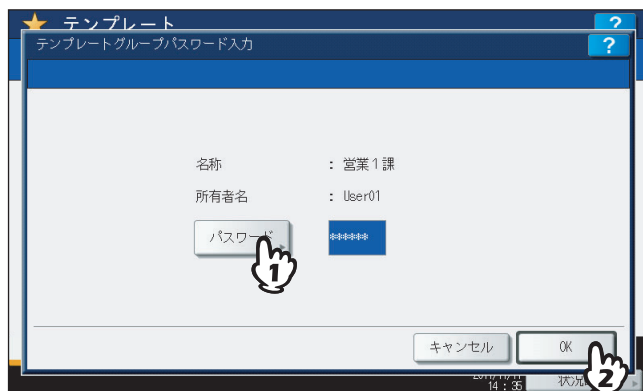 テンプレート
?
テンプレートグループパスワード入力
?
名称 : 営業1課
所有者名 : User01
パスワード ******
1
キャンセル OK
2
14:35 状況